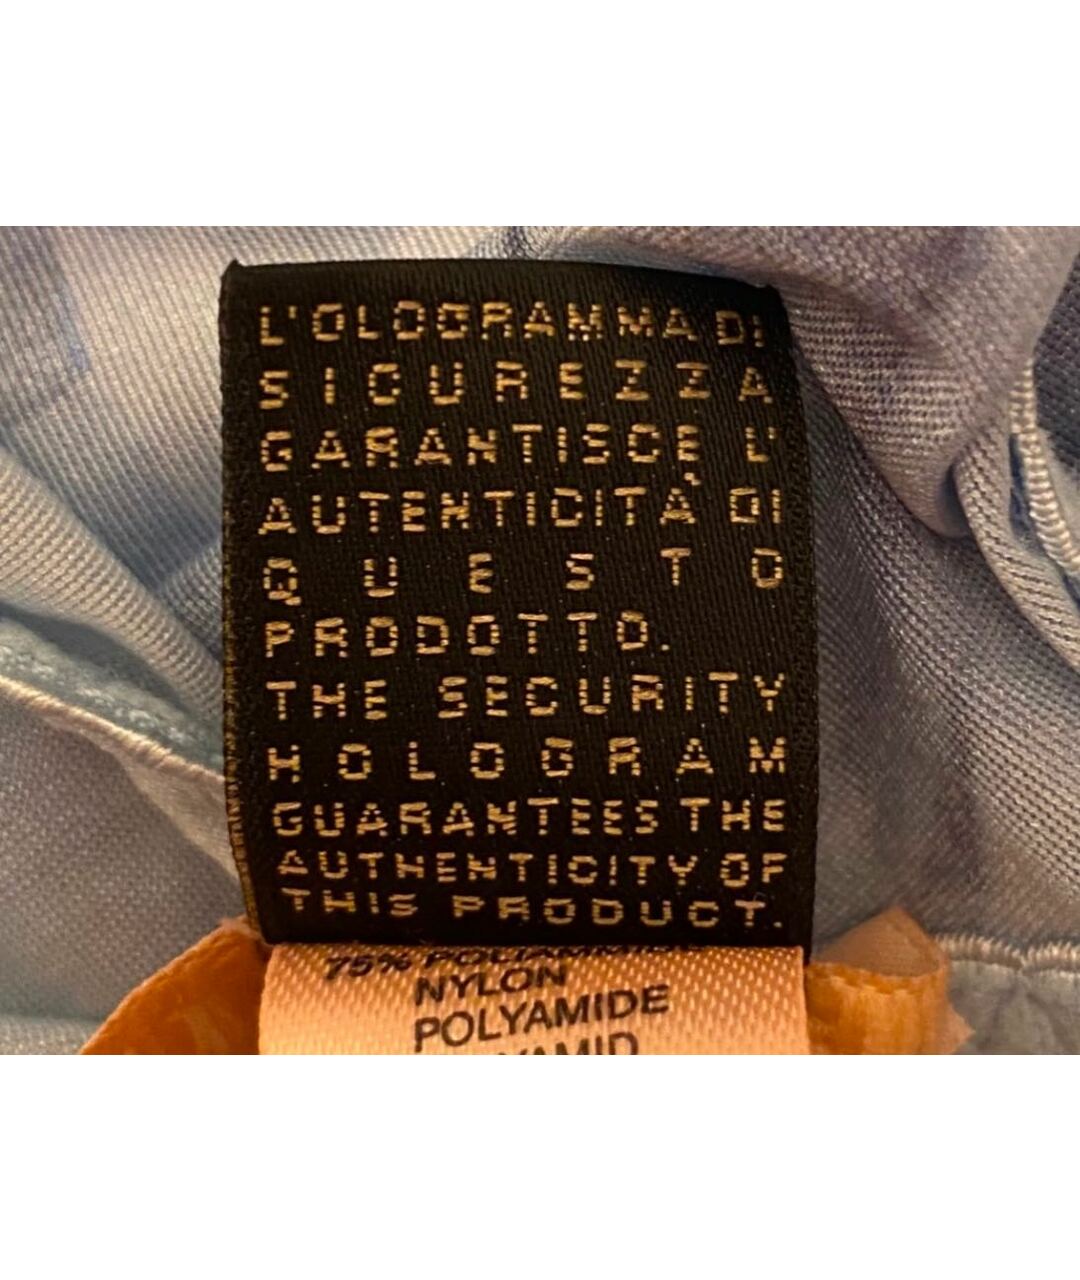 L'OLOGRAMMA DI
SICUREZZA
GARANTISCE L'
AUTENTICITÀ DI
QUESTO
PRODOTTO.
THE SECURITY
HOLOGRAM
GUARANTEES THE
AUTHENTICITY OF
THIS PRODUCT.
75%
NYLON
POLYAMIDE